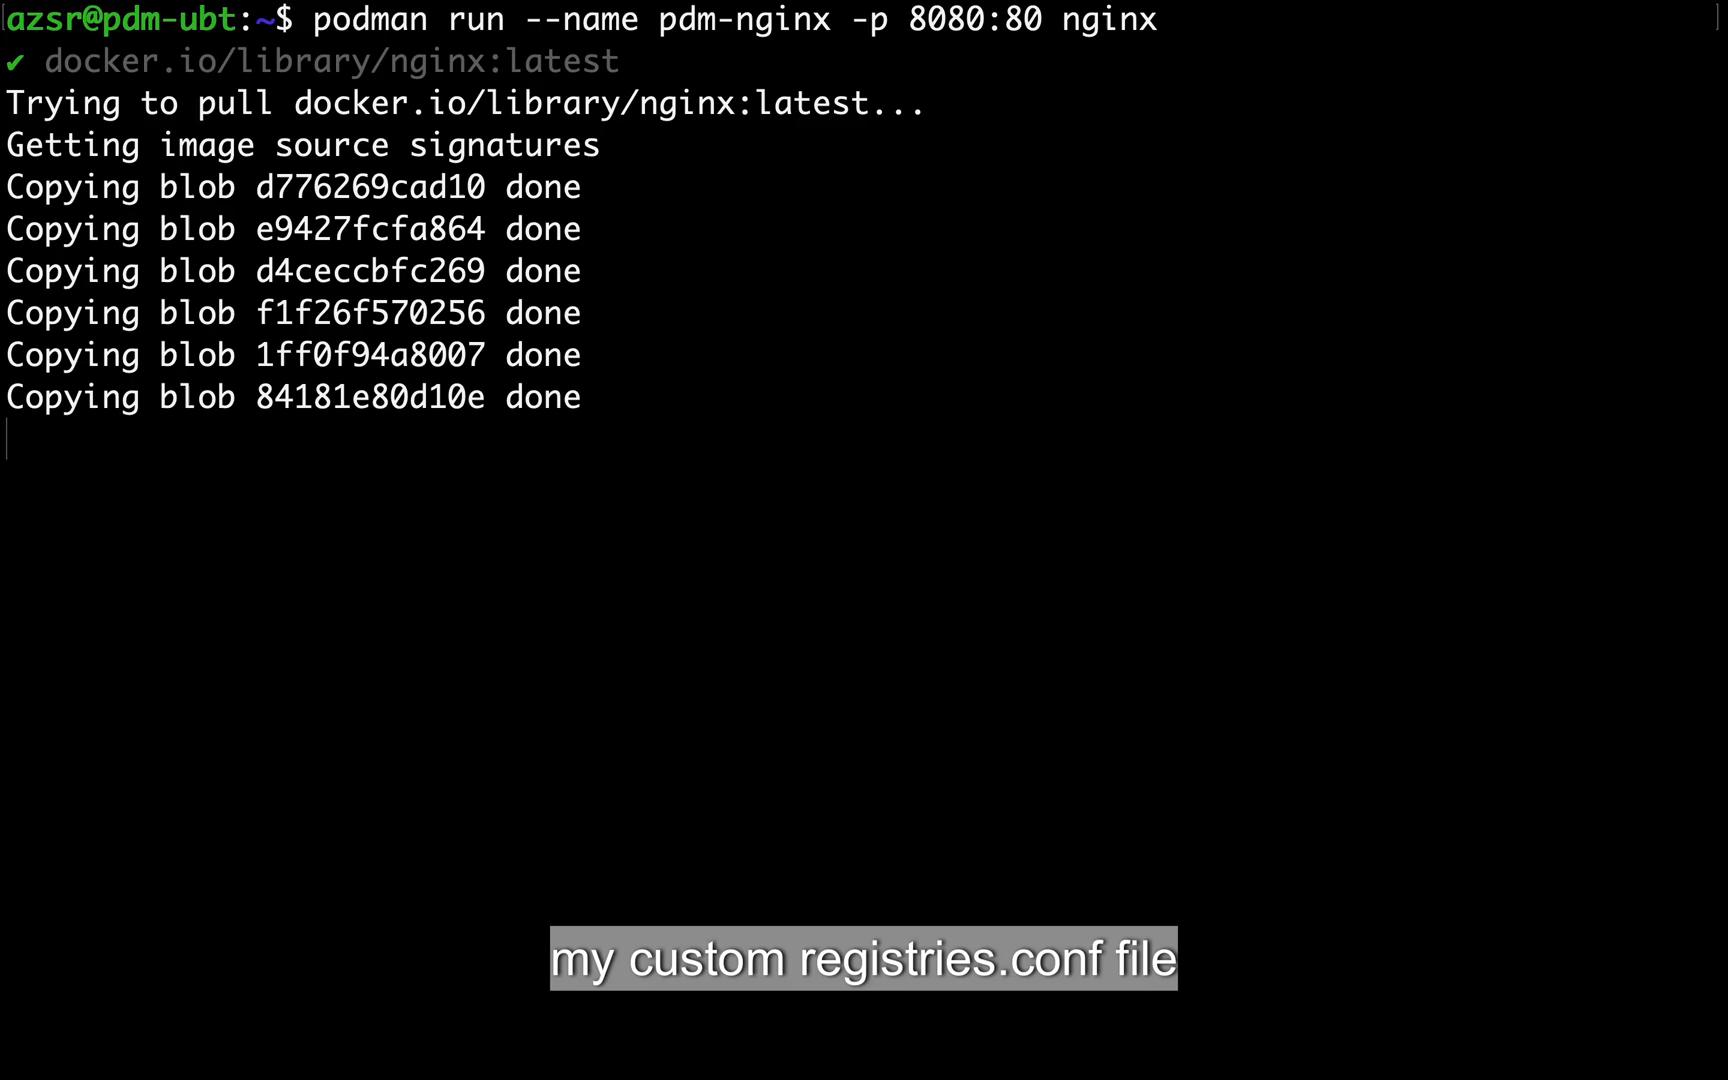 azsr@pdm-ubt:~$ podman run --name pdm-nginx -p 8080:80 nginx
✔ docker.io/library/nginx:latest
Trying to pull docker.io/library/nginx:latest...
Getting image source signatures
Copying blob d776269cad10 done
Copying blob e9427fcfa864 done
Copying blob d4ceccbfc269 done
Copying blob f1f26f570256 done
Copying blob 1ff0f94a8007 done
Copying blob 84181e80d10e done
my custom registries.conf file